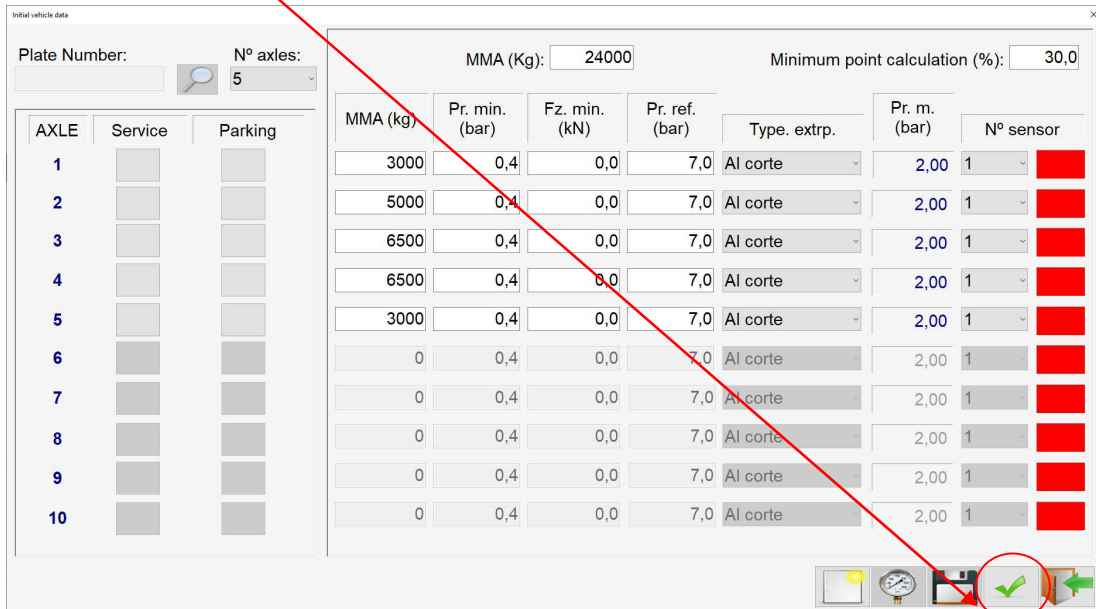 Initial vehicle data
Plate Number: Nº axles:
5
MMA (Kg): 24000 Minimum point calculation (%): 30,0
AXLE Service Parking
MMA (kg) Pr. min. (bar) Fz. min. (kN) Pr. ref. (bar) Type. extrp. Pr. m. (bar) Nº sensor
1 3000 0,4 0,0 7,0 Al corte 2,00 1
2 5000 0,4 0,0 7,0 Al corte 2,00 1
3 6500 0,4 0,0 7,0 Al corte 2,00 1
4 6500 0,4 0,0 7,0 Al corte 2,00 1
5 3000 0,4 0,0 7,0 Al corte 2,00 1
6 0 0,4 0,0 7,0 Al corte 2,00 1
7 0 0,4 0,0 7,0 Al corte 2,00 1
8 0 0,4 0,0 7,0 Al corte 2,00 1
9 0 0,4 0,0 7,0 Al corte 2,00 1
10 0 0,4 0,0 7,0 Al corte 2,00 1